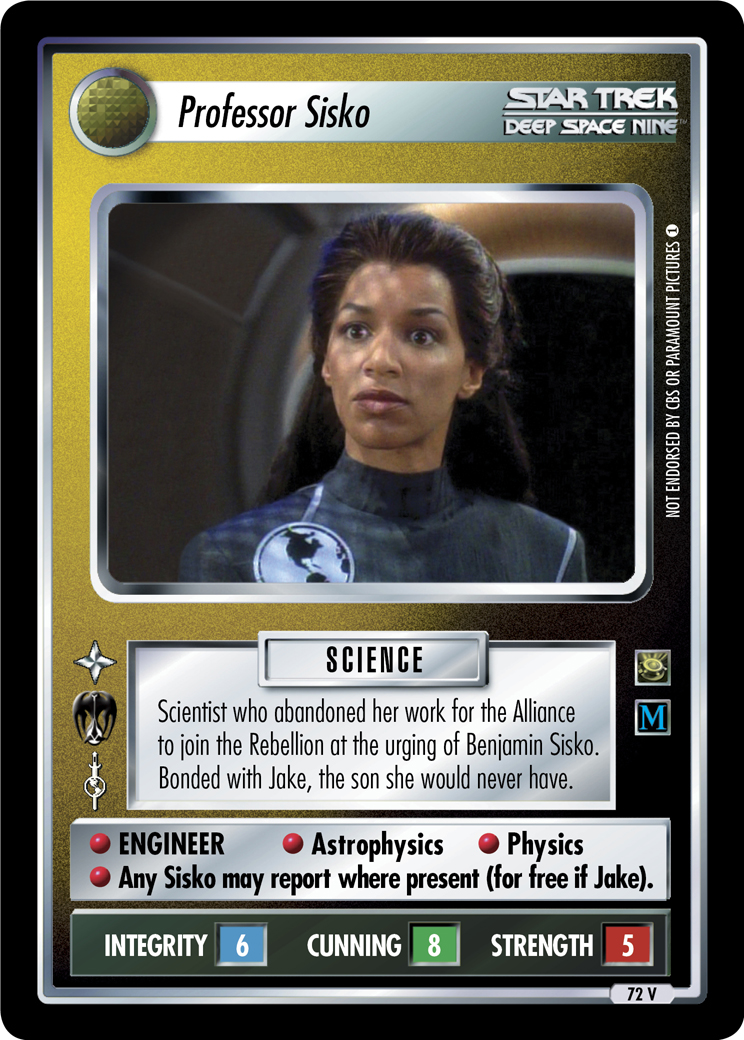 Professor Sisko
STAR TREK
DEEP SPACE NINE™
NOT ENDORSED BY CBS OR PARAMOUNT PICTURES 1
SCIENCE
Scientist who abandoned her work for the Alliance
to join the Rebellion at the urging of Benjamin Sisko.
Bonded with Jake, the son she would never have.
M
ENGINEER Astrophysics Physics
Any Sisko may report where present (for free if Jake).
INTEGRITY 6 CUNNING 8 STRENGTH 5
72 V